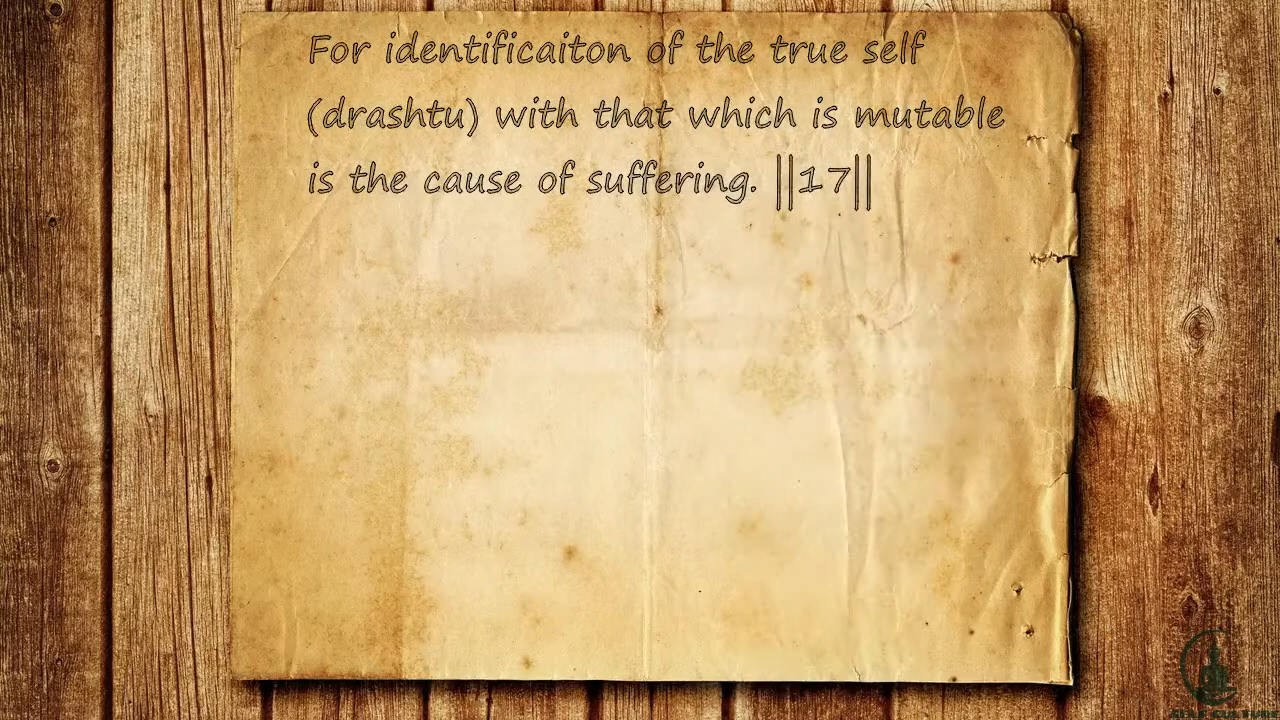 For identificaiton of the true self
(drashtu) with that which is mutable
is the cause of suffering. ||17||